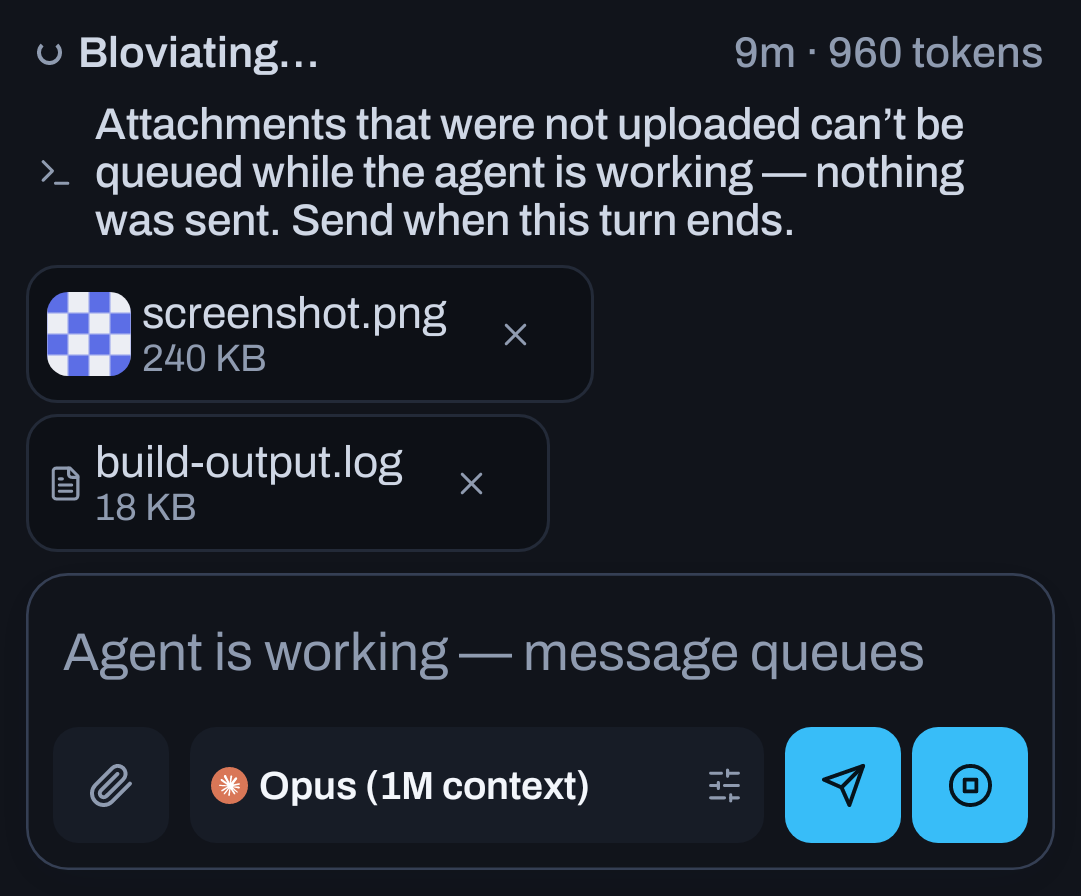 Bloviating…
9m · 960 tokens
Attachments that were not uploaded can’t be
queued while the agent is working — nothing
was sent. Send when this turn ends.
screenshot.png
240 KB
build-output.log
18 KB
Agent is working — message queues
Opus (1M context)